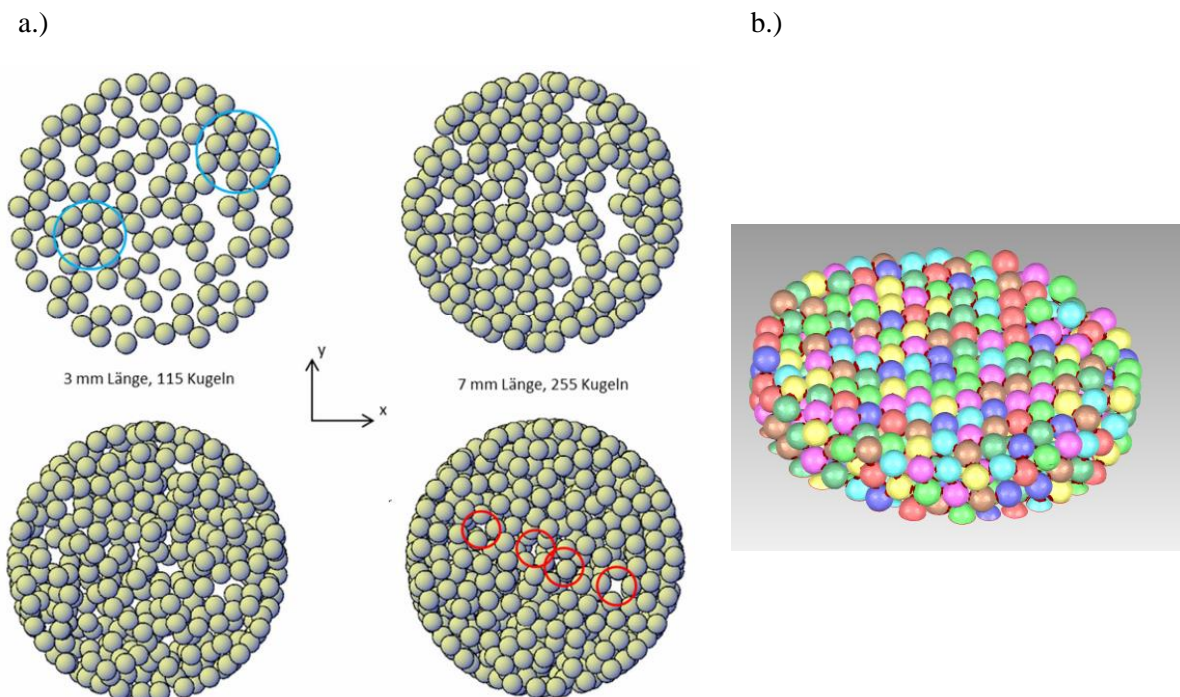 a.)
b.)
3 mm Länge, 115 Kugeln
y
x
7 mm Länge, 255 Kugeln